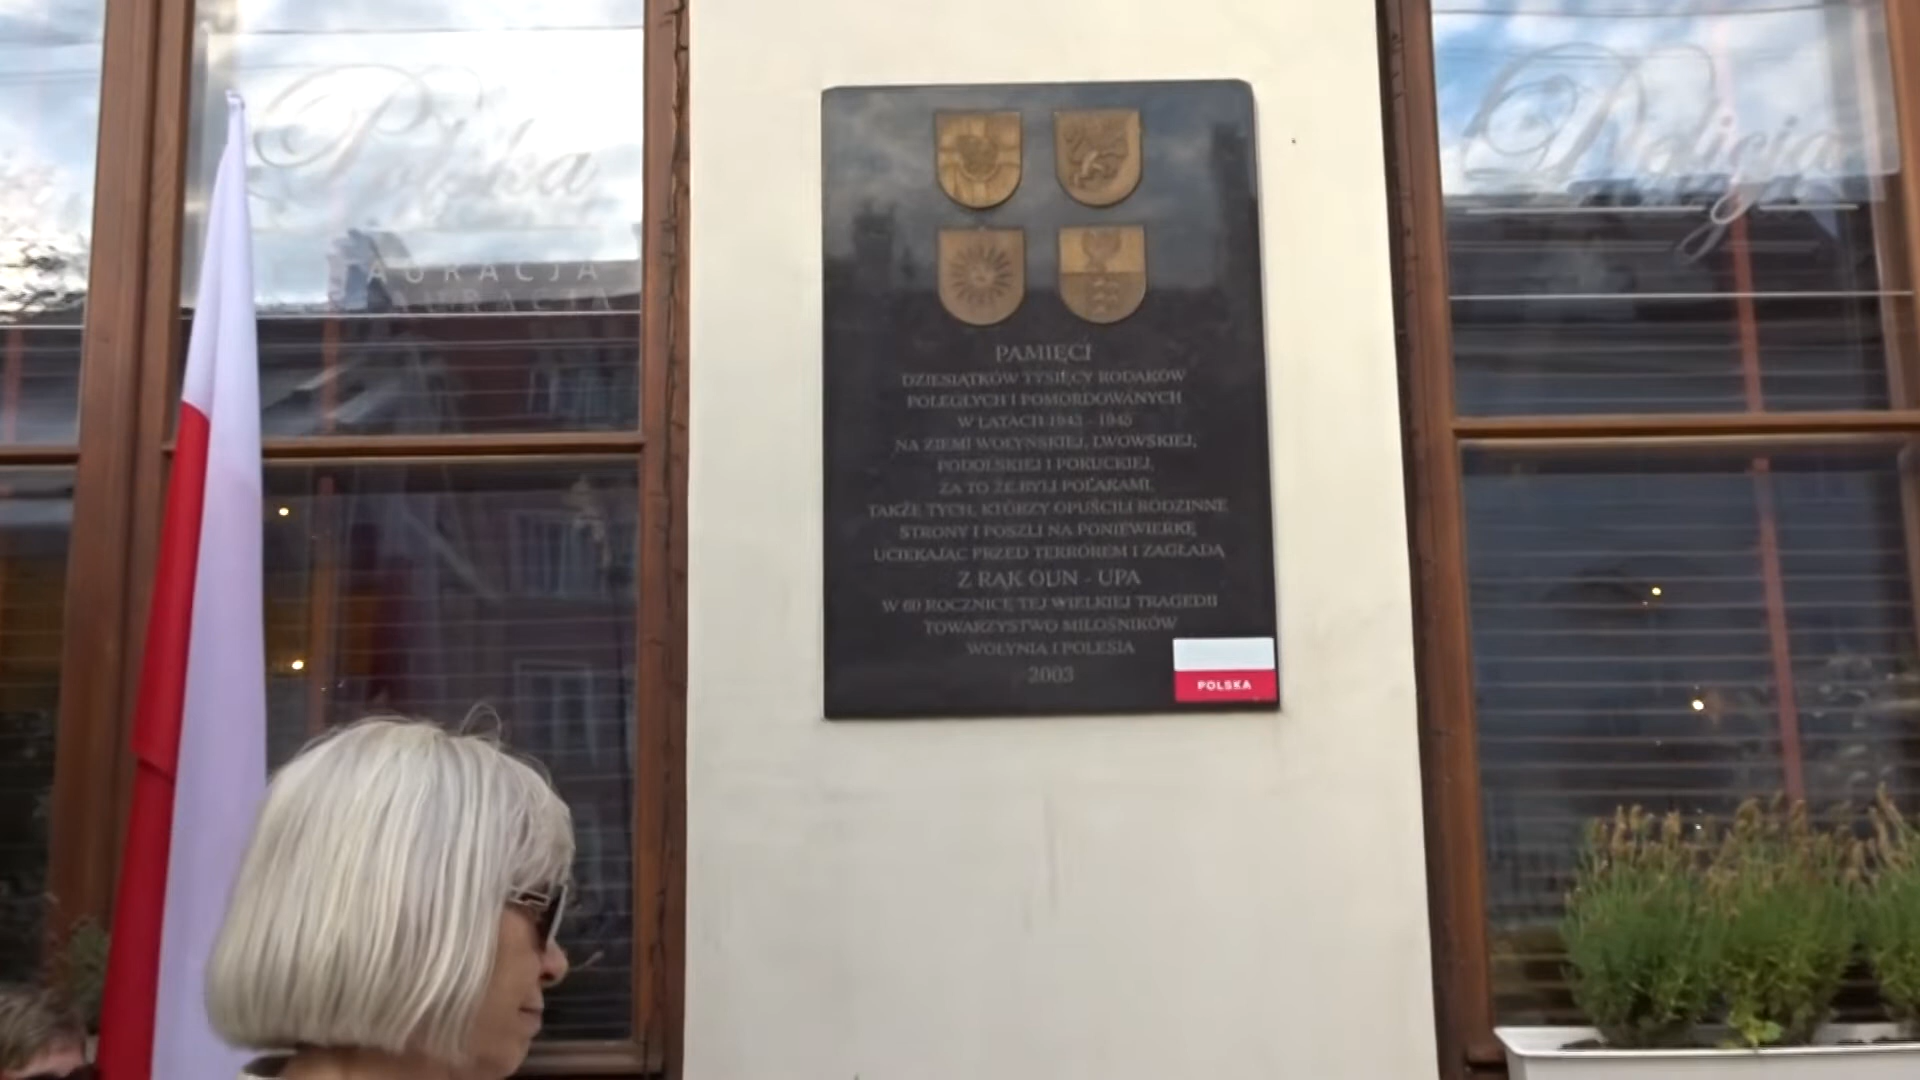 Polska
Delicja
PAMIĘCI
DZIESIĄTKÓW TYSIĘCY RODAKÓW
POLEGŁYCH I POMORDOWANYCH
W LATACH 1943 - 1945
NA ZIEMI WOŁYŃSKIEJ, LWOWSKIEJ,
PODOLSKIEJ I POKUCKIEJ,
ZA TO ŻE BYLI POLAKAMI,
TAKŻE TYCH, KTÓRZY OPUŚCILI RODZINNE
STRONY I POSZLI NA PONIEWIERKĘ
UCIEKAJĄC PRZED TERROREM I ZAGŁADĄ
Z RĄK OUN - UPA
W 60 ROCZNICĘ TEJ WIELKIEJ TRAGEDII
TOWARZYSTWO MIŁOŚNIKÓW
WOŁYNIA I POLESIA
2003
POLSKA